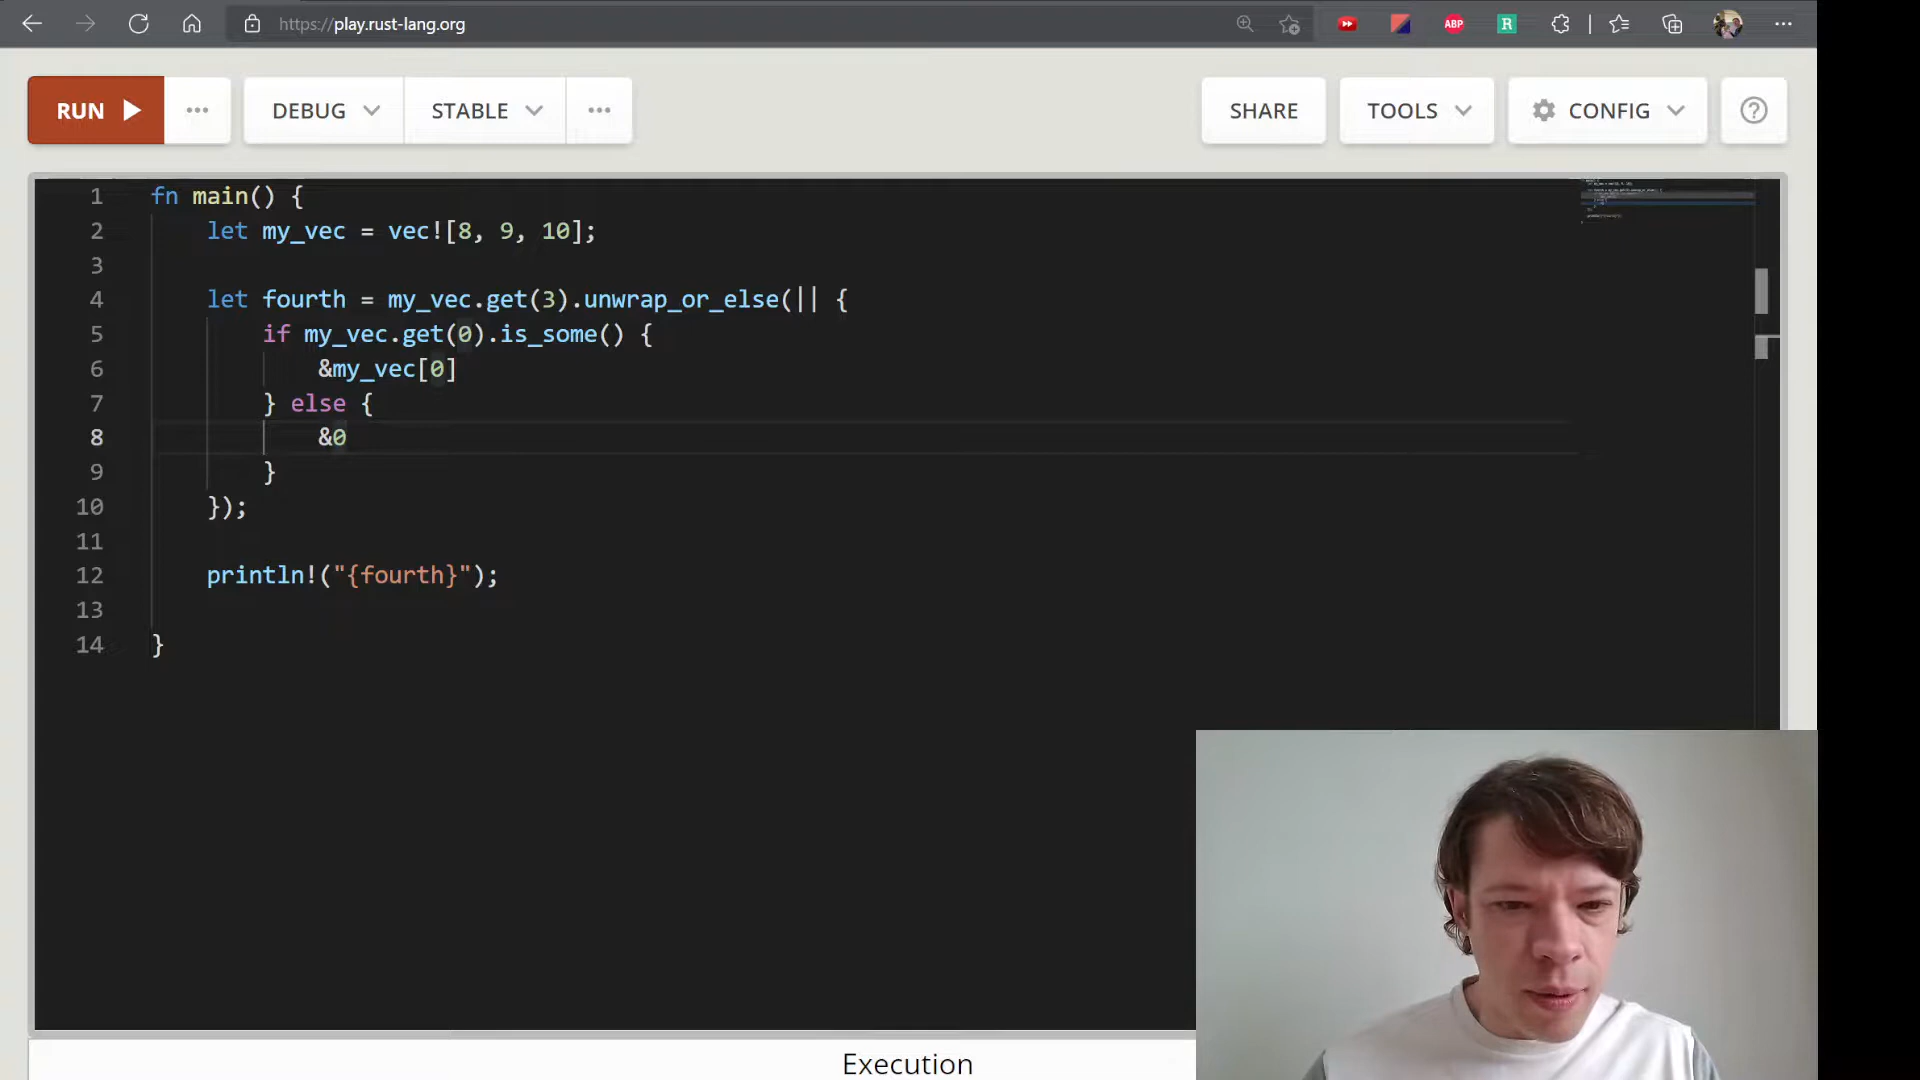 https://play.rust-lang.org
ABP
R
RUN
DEBUG
STABLE
SHARE
TOOLS
CONFIG
?
1 fn main() {
2 let my_vec = vec![8, 9, 10];
3
4 let fourth = my_vec.get(3).unwrap_or_else(|| {
5 if my_vec.get(0).is_some() {
6 &my_vec[0]
7 } else {
8 &0
9 }
10 });
11
12 println!("{fourth}");
13
14 }
Execution